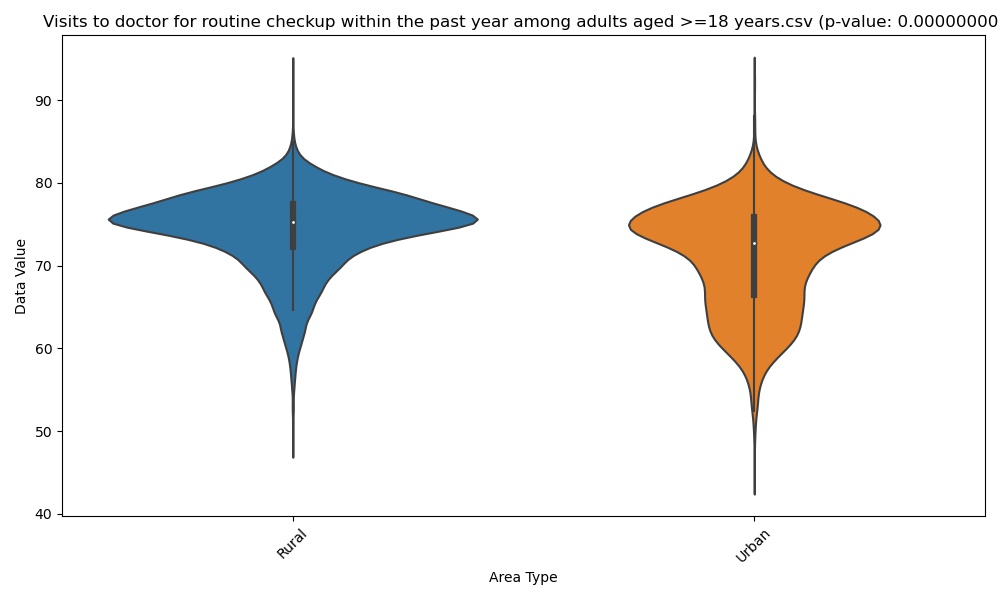 Visits to doctor for routine checkup within the past year among adults aged >=18 years.csv (p-value: 0.00000000
90
80
70
60
50
40
Data Value
Rural
Urban
Area Type